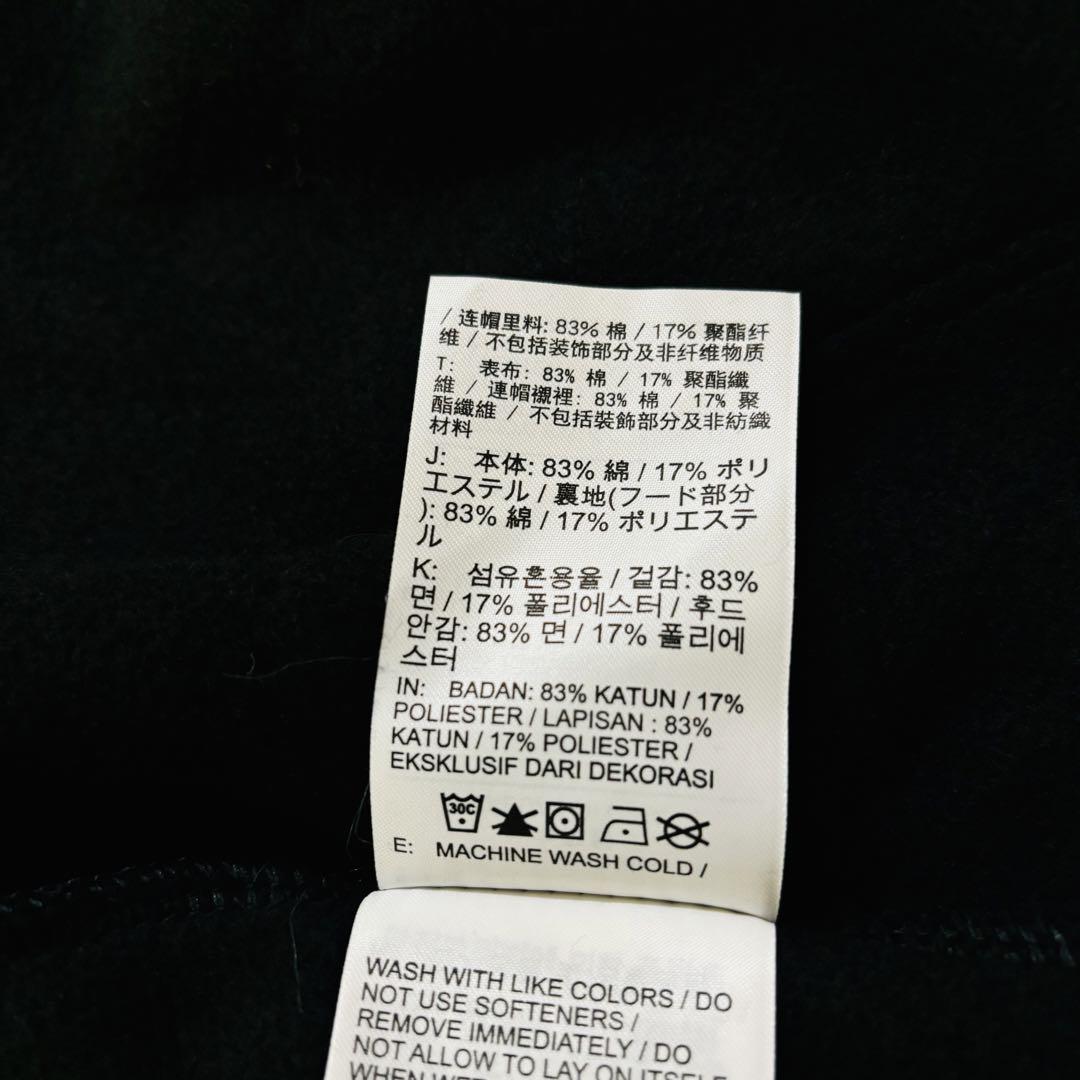 / 连帽里料: 83% 棉 / 17% 聚酯纤
维 / 不包括装饰部分及非纤维物质
T: 表布: 83% 棉 / 17% 聚酯纖
維 / 連帽襯裡: 83% 棉 / 17% 聚
酯纖維 / 不包括裝飾部分及非紡織
材料
J: 本体: 83% 綿 / 17% ポリ
エステル / 裏地(フード部分
): 83% 綿 / 17% ポリエステ
ル
K: 섬유혼용율 / 겉감: 83%
면 / 17% 폴리에스터 / 후드
안감: 83% 면 / 17% 폴리에
스터
IN: BADAN: 83% KATUN / 17%
POLIESTER / LAPISAN : 83%
KATUN / 17% POLIESTER /
EKSKLUSIF DARI DEKORASI
30C
E: MACHINE WASH COLD /
WASH WITH LIKE COLORS / DO
NOT USE SOFTENERS /
REMOVE IMMEDIATELY / DO
NOT ALLOW TO LAY ON ITSELF
WHEN WET